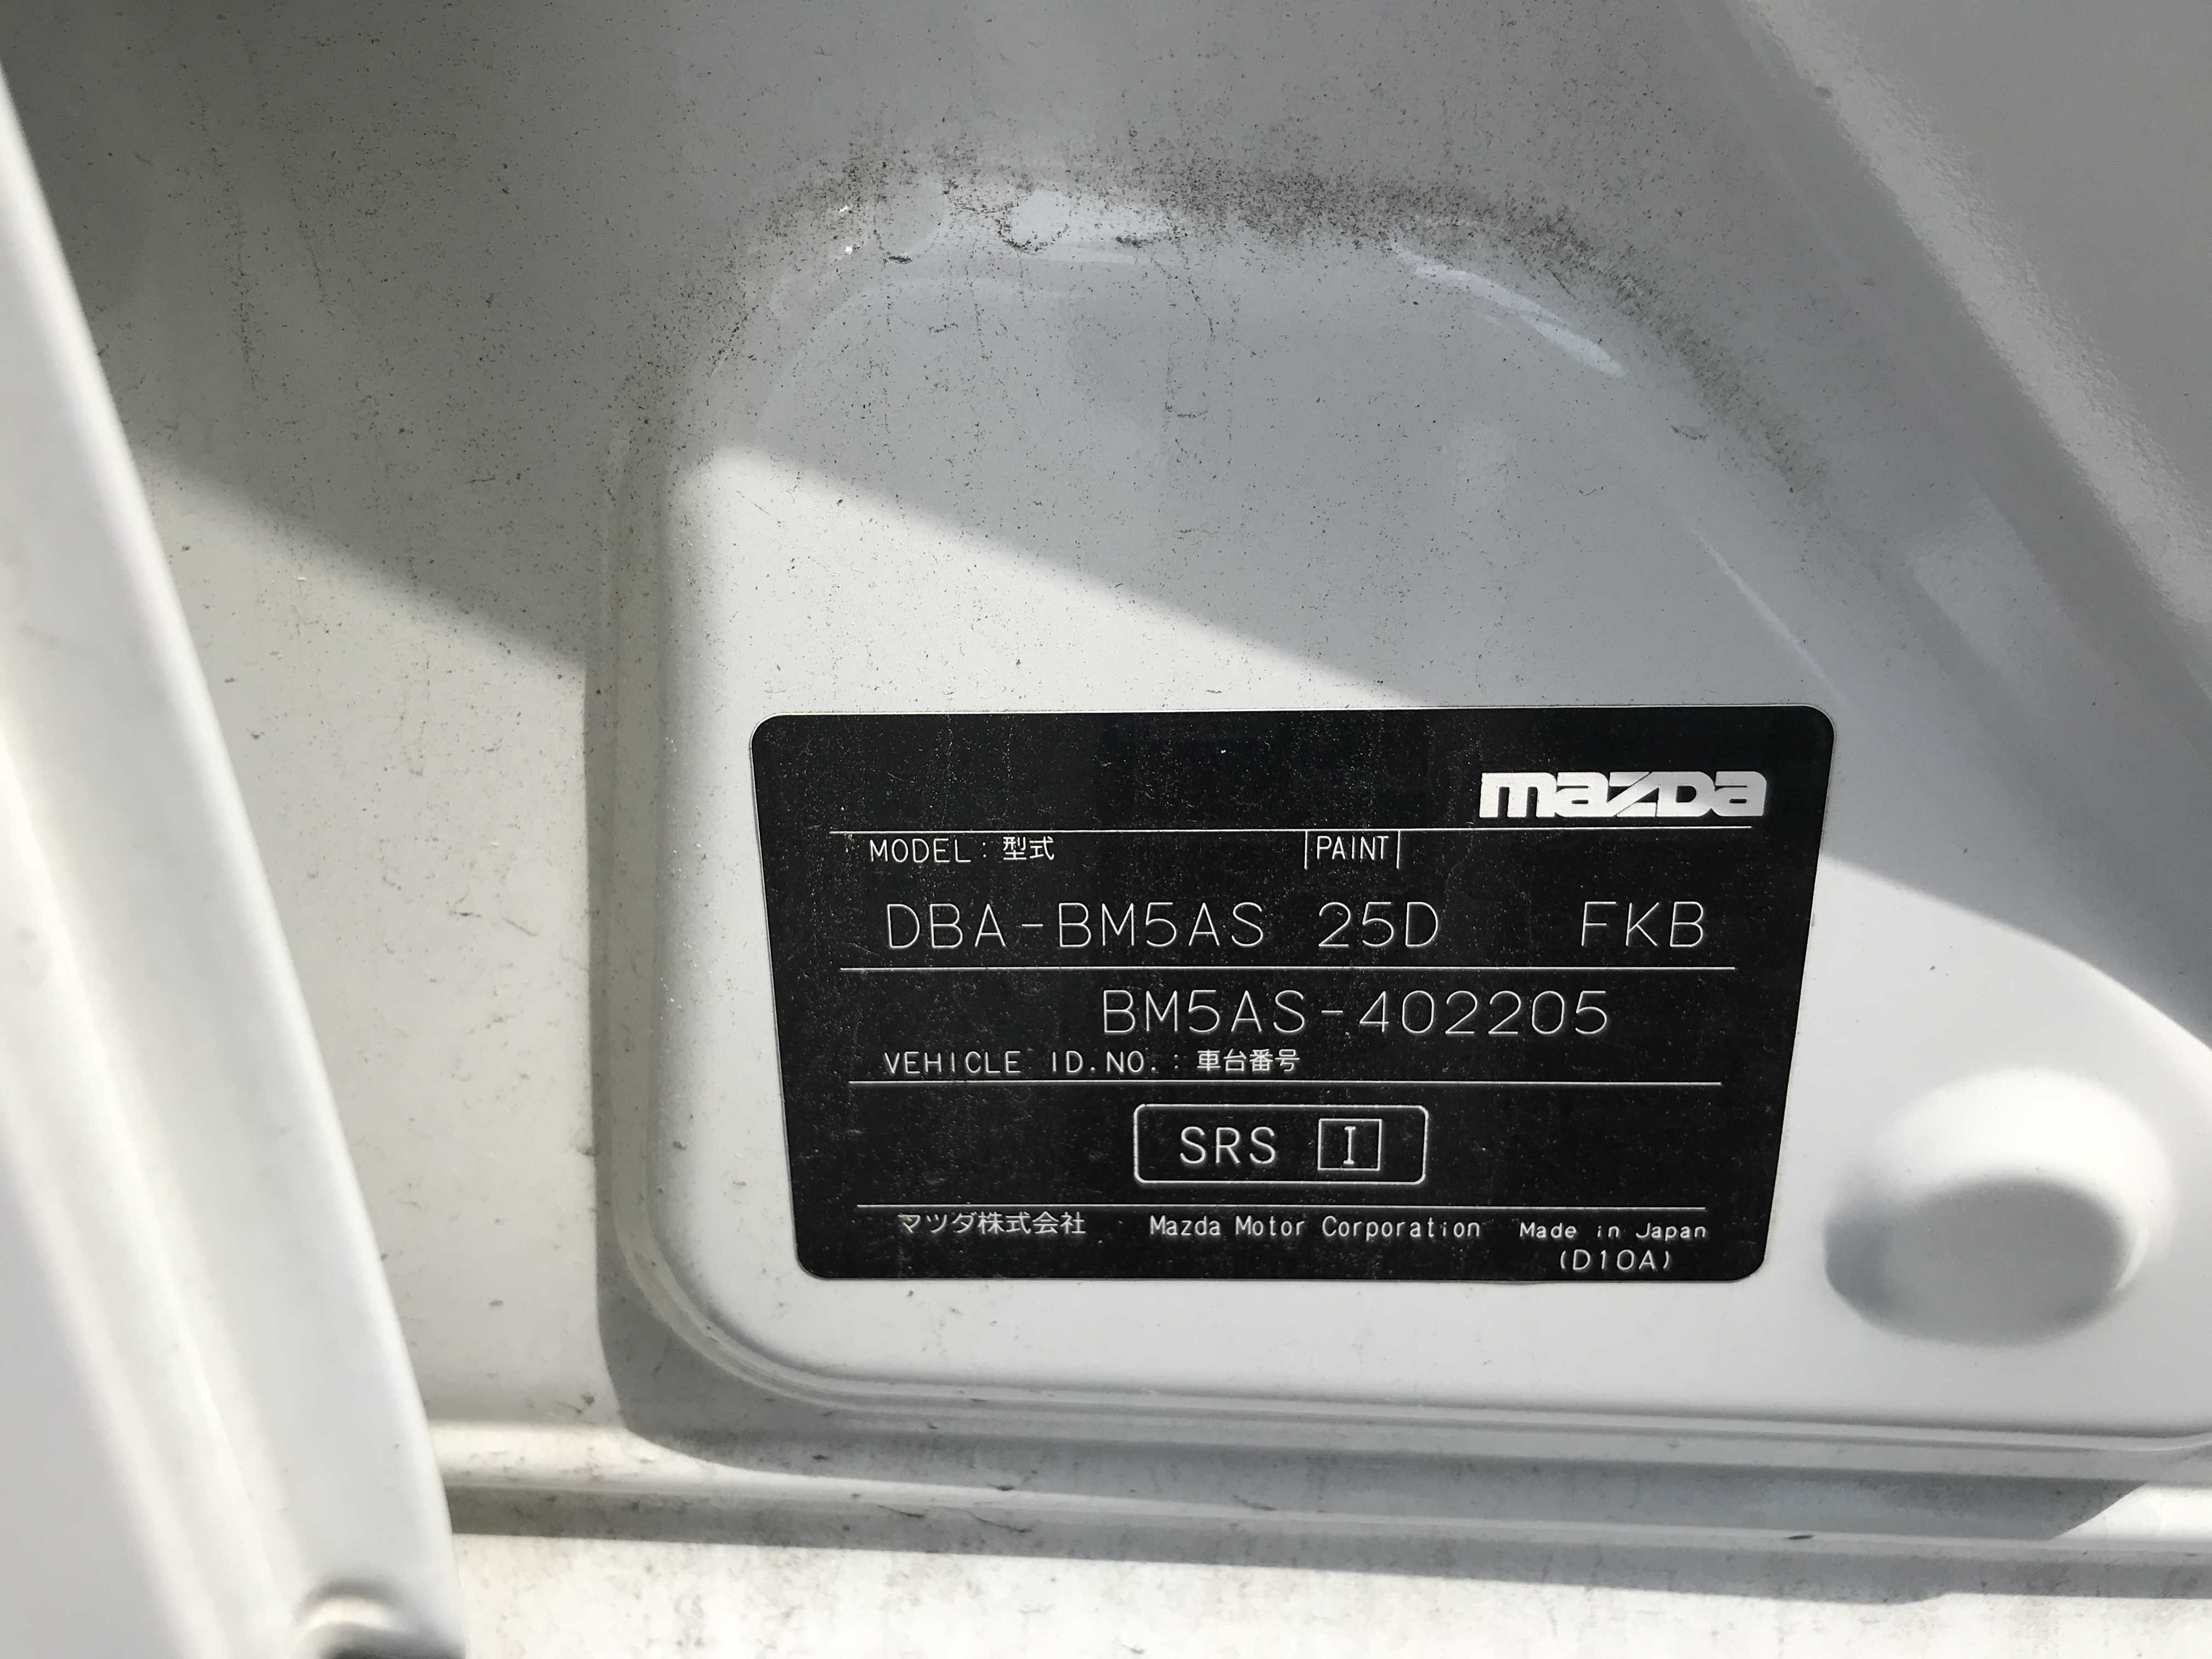 mazda
MODEL : 型式 PAINT
DBA-BM5AS 25D FKB
BM5AS-402205
VEHICLE ID.NO. : 車台番号
SRS I
マツダ株式会社 Mazda Motor Corporation Made in Japan
(D10A)